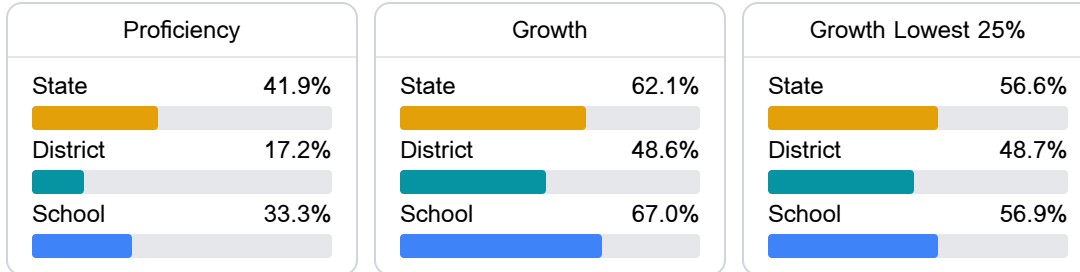 Proficiency
State 41.9%
District 17.2%
School 33.3%
Growth
State 62.1%
District 48.6%
School 67.0%
Growth Lowest 25%
State 56.6%
District 48.7%
School 56.9%